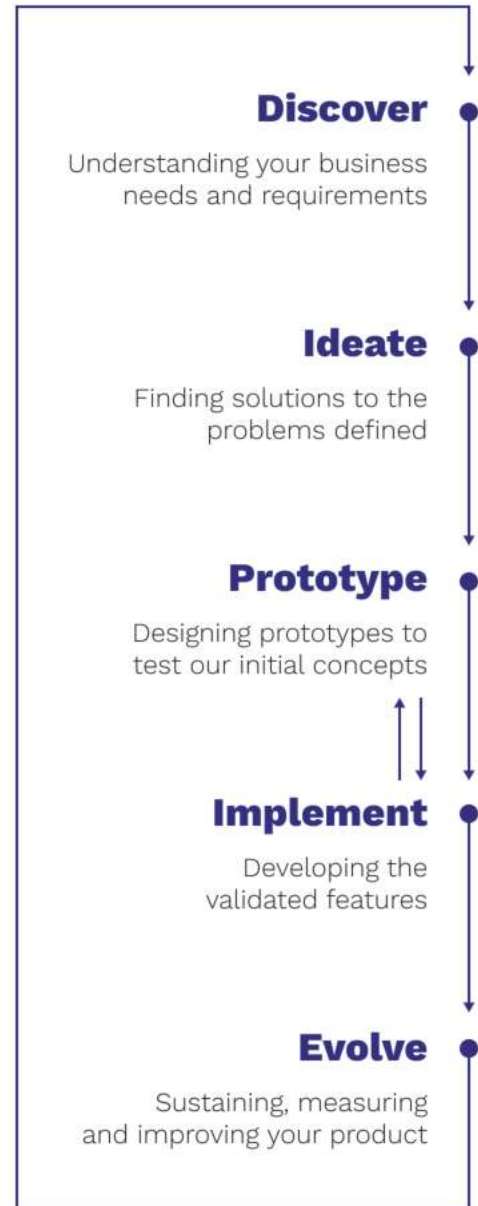 Discover
Understanding your business
needs and requirements
Ideate
Finding solutions to the
problems defined
Prototype
Designing prototypes to
test our initial concepts
Implement
Developing the
validated features
Evolve
Sustaining, measuring
and improving your product